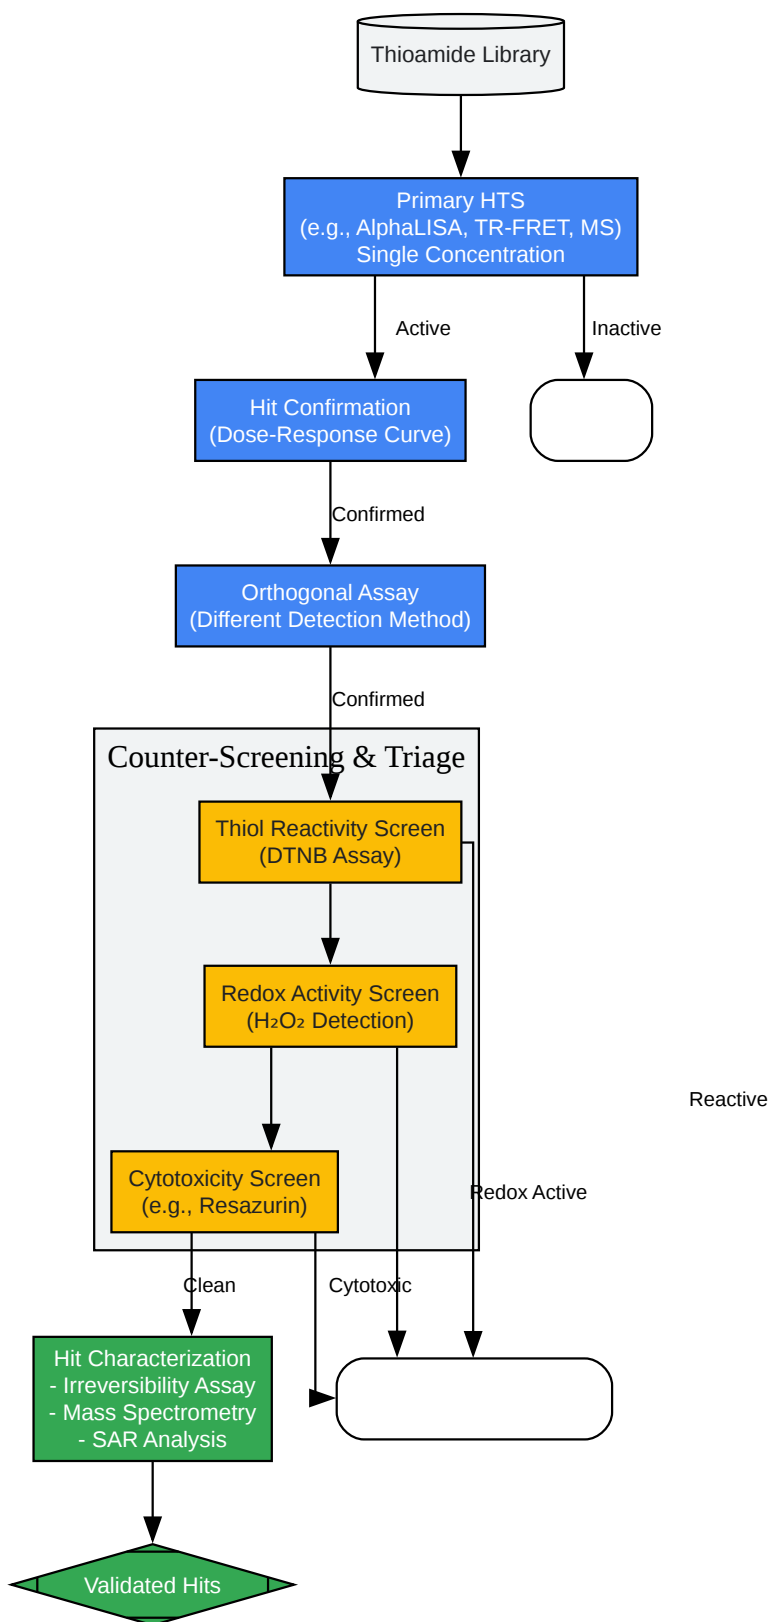 Thioamide Library
Primary HTS
(e.g., AlphaLISA, TR-FRET, MS)
Single Concentration
Active
Inactive
Hit Confirmation
(Dose-Response Curve)
Confirmed
Orthogonal Assay
(Different Detection Method)
Confirmed
Counter-Screening & Triage
Thiol Reactivity Screen
(DTNB Assay)
Redox Activity Screen
(H₂O₂ Detection)
Reactive
Cytotoxicity Screen
(e.g., Resazurin)
Redox Active
Clean
Cytotoxic
Hit Characterization
- Irreversibility Assay
- Mass Spectrometry
- SAR Analysis
Validated Hits